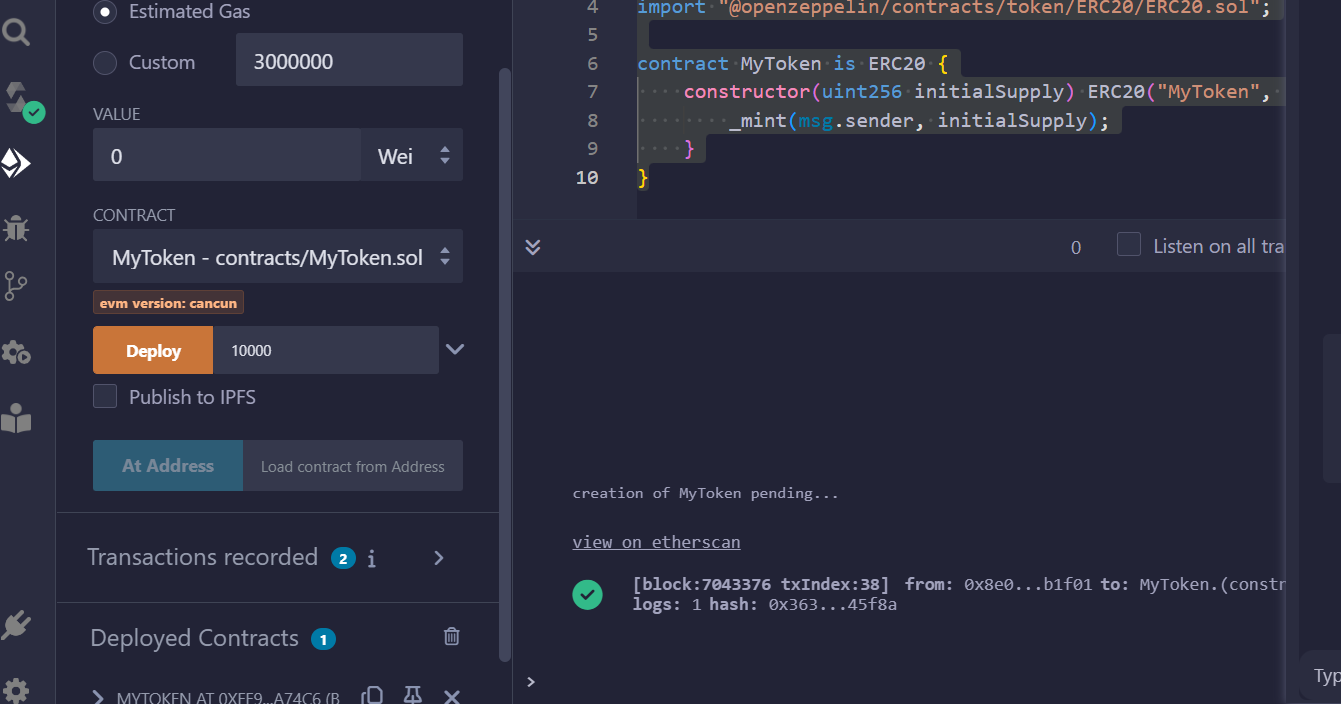 Estimated Gas
Custom
3000000
VALUE
0
Wei
CONTRACT
MyToken - contracts/MyToken.sol
evm version: cancun
Deploy
10000
Publish to IPFS
At Address
Load contract from Address
Transactions recorded 2 i
Deployed Contracts 1
MYTOKEN AT 0XFF9...A74C6 (B
4 import "@openzeppelin/contracts/token/ERC20/ERC20.sol";
5
6 contract MyToken is ERC20 {
7 constructor(uint256 initialSupply) ERC20("MyToken",
8 _mint(msg.sender, initialSupply);
9 }
10 }
0
Listen on all tra
creation of MyToken pending...
view on etherscan
[block:7043376 txIndex:38] from: 0x8e0...b1f01 to: MyToken.(constr
logs: 1 hash: 0x363...45f8a
>
Typ